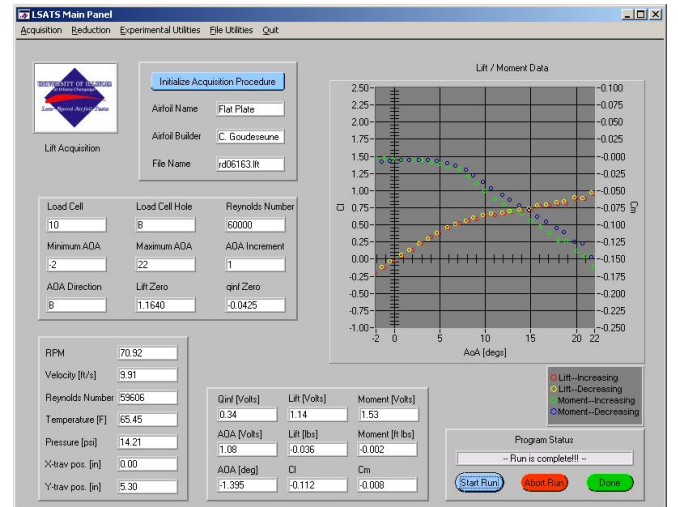 LSATS Main Panel
Acquisition Reduction Experimental Utilities File Utilities Quit
UNIVERSITY OF ILLINOIS
at Urbana-Champaign
Low-Speed Airfoil Tests
Lift Acquisition
Initialize Acquisition Procedure
Airfoil Name Flat Plate
Airfoil Builder C. Goudeseune
File Name rd06163.lft
Load Cell Load Cell Hole Reynolds Number
10 B 60000
Minimum AOA Maximum AOA AOA Increment
-2 22 1
AOA Direction Lift Zero qinf Zero
B 1.1640 -0.0425
RPM 70.92
Velocity [ft/s] 9.91
Reynolds Number 59606
Temperature [F] 65.45
Pressure [psi] 14.21
X-trav pos. [in] 0.00
Y-trav pos. [in] 5.30
Qinf [Volts] Lift [Volts] Moment [Volts]
0.34 1.14 1.53
AOA [Volts] Lift [lbs] Moment [ft lbs]
1.08 -0.036 -0.002
AOA [deg] Cl Cm
-1.395 -0.112 -0.008
Lift / Moment Data
2.50 -0.100
2.25 -0.075
2.00 -0.050
1.75 -0.025
1.50 -0.000
1.25 -0.025
1.00 -0.050
0.75 -0.075
0.50 -0.100
0.25 -0.125
0.00 -0.150
-0.25 -0.175
-0.50 -0.200
-0.75 -0.225
-1.00 -0.250
Cl
Cm
-2 0 5 10 15 20 22
AoA [degs]
Lift--Increasing
Lift--Decreasing
Moment--Increasing
Moment--Decreasing
Program Status
-- Run is complete!!! --
Start Run Abort Run Done